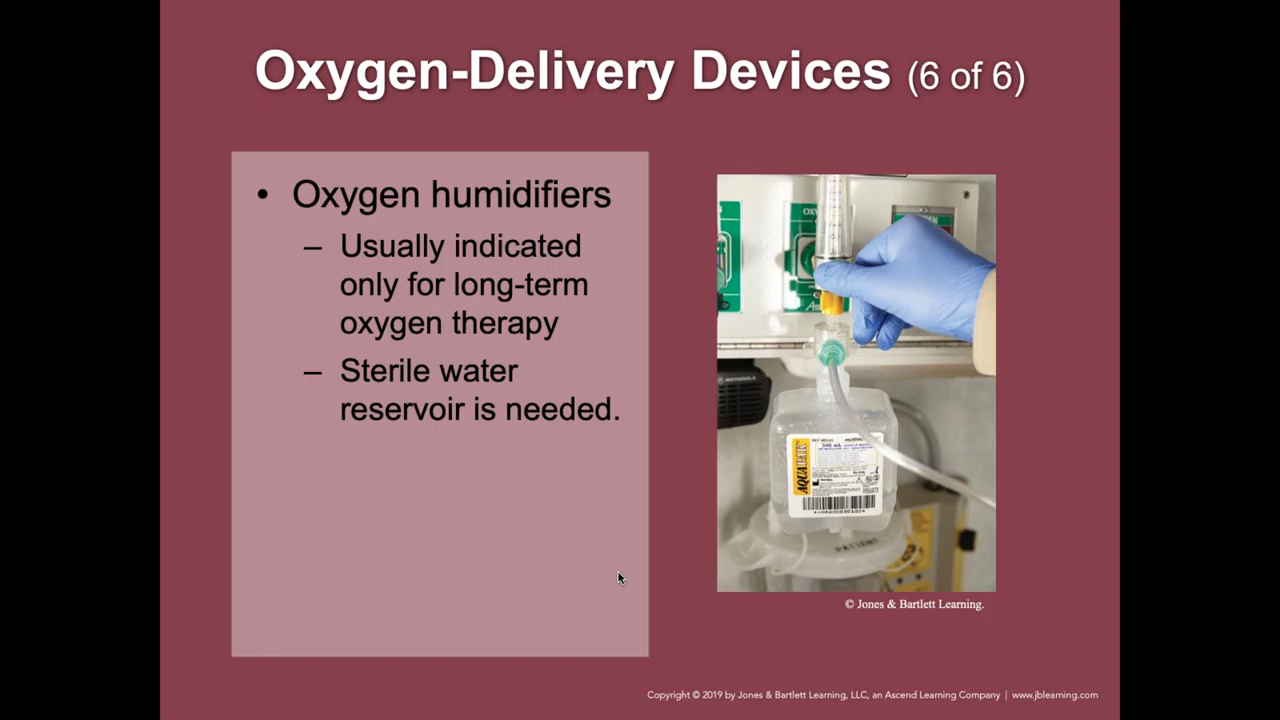 Oxygen-Delivery Devices (6 of 6)
• Oxygen humidifiers
– Usually indicated
only for long-term
oxygen therapy
– Sterile water
reservoir is needed.
AQUAPAK
PATIENT
© Jones & Bartlett Learning.
Copyright © 2019 by Jones & Bartlett Learning, LLC, an Ascend Learning Company | www.jblearning.com